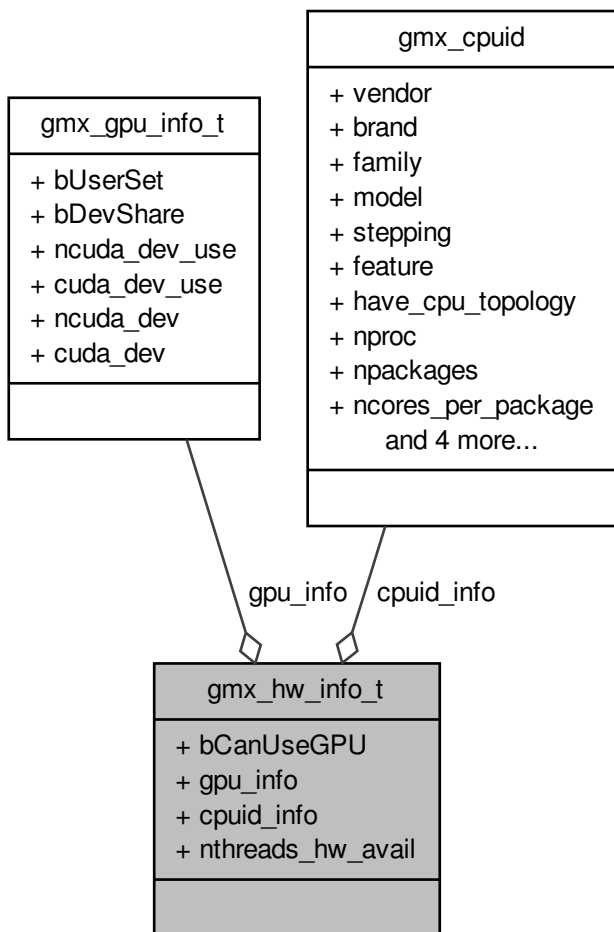 gmx_gpu_info_t
+ bUserSet
+ bDevShare
+ ncuda_dev_use
+ cuda_dev_use
+ ncuda_dev
+ cuda_dev
gmx_cpuid
+ vendor
+ brand
+ family
+ model
+ stepping
+ feature
+ have_cpu_topology
+ nproc
+ npackages
+ ncores_per_package
and 4 more...
gpu_info
cpuid_info
gmx_hw_info_t
+ bCanUseGPU
+ gpu_info
+ cpuid_info
+ nthreads_hw_avail